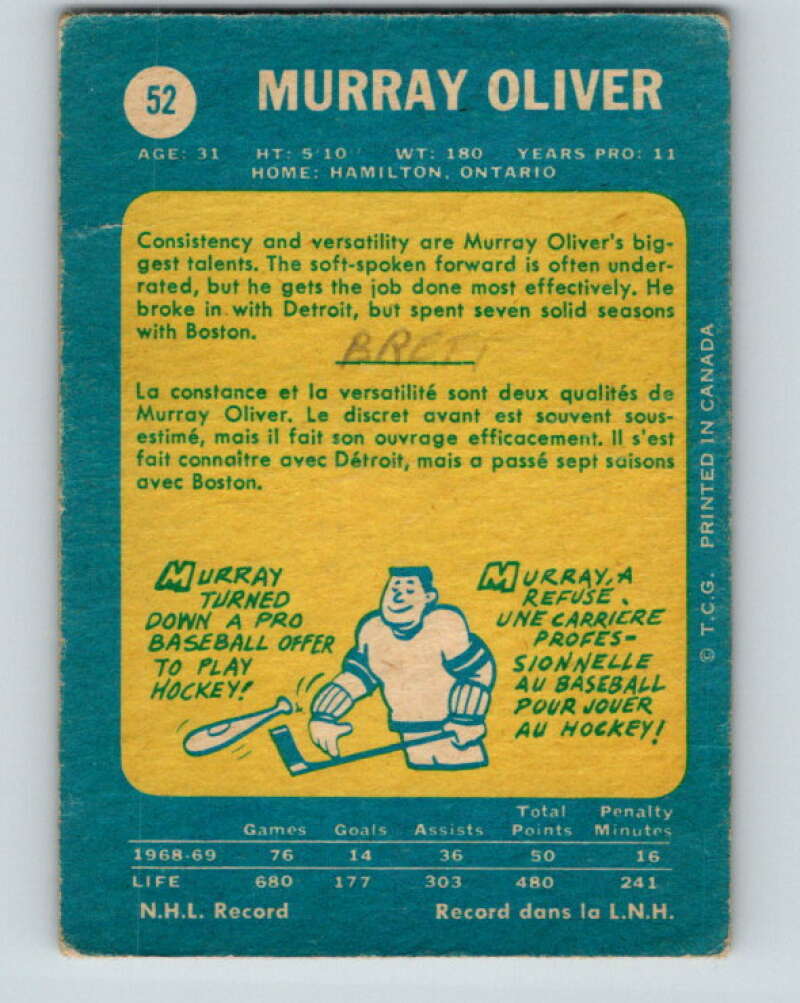 52
MURRAY OLIVER
AGE: 31 HT: 5'10" WT: 180 YEARS PRO: 11
HOME: HAMILTON, ONTARIO
Consistency and versatility are Murray Oliver's big-
gest talents. The soft-spoken forward is often under-
rated, but he gets the job done most effectively. He
broke in with Detroit, but spent seven solid seasons
with Boston.
BRETT
La constance et la versatilité sont deux qualités de
Murray Oliver. Le discret avant est souvent sous-
estimé, mais il fait son ouvrage efficacement. Il s'est
fait connaître avec Détroit, mais a passé sept saisons
avec Boston.
MURRAY
TURNED
DOWN A PRO
BASEBALL OFFER
TO PLAY
HOCKEY!
MURRAY, A
REFUSÉ
UNE CARRIÈRE
PROFES-
SIONNELLE
AU BASEBALL
POUR JOUER
AU HOCKEY!
© T.C.G. PRINTED IN CANADA
Games Goals Assists Total Points Penalty Minutes
1968-69 76 14 36 50 16
LIFE 680 177 303 480 241
N.H.L. Record Record dans la L.N.H.